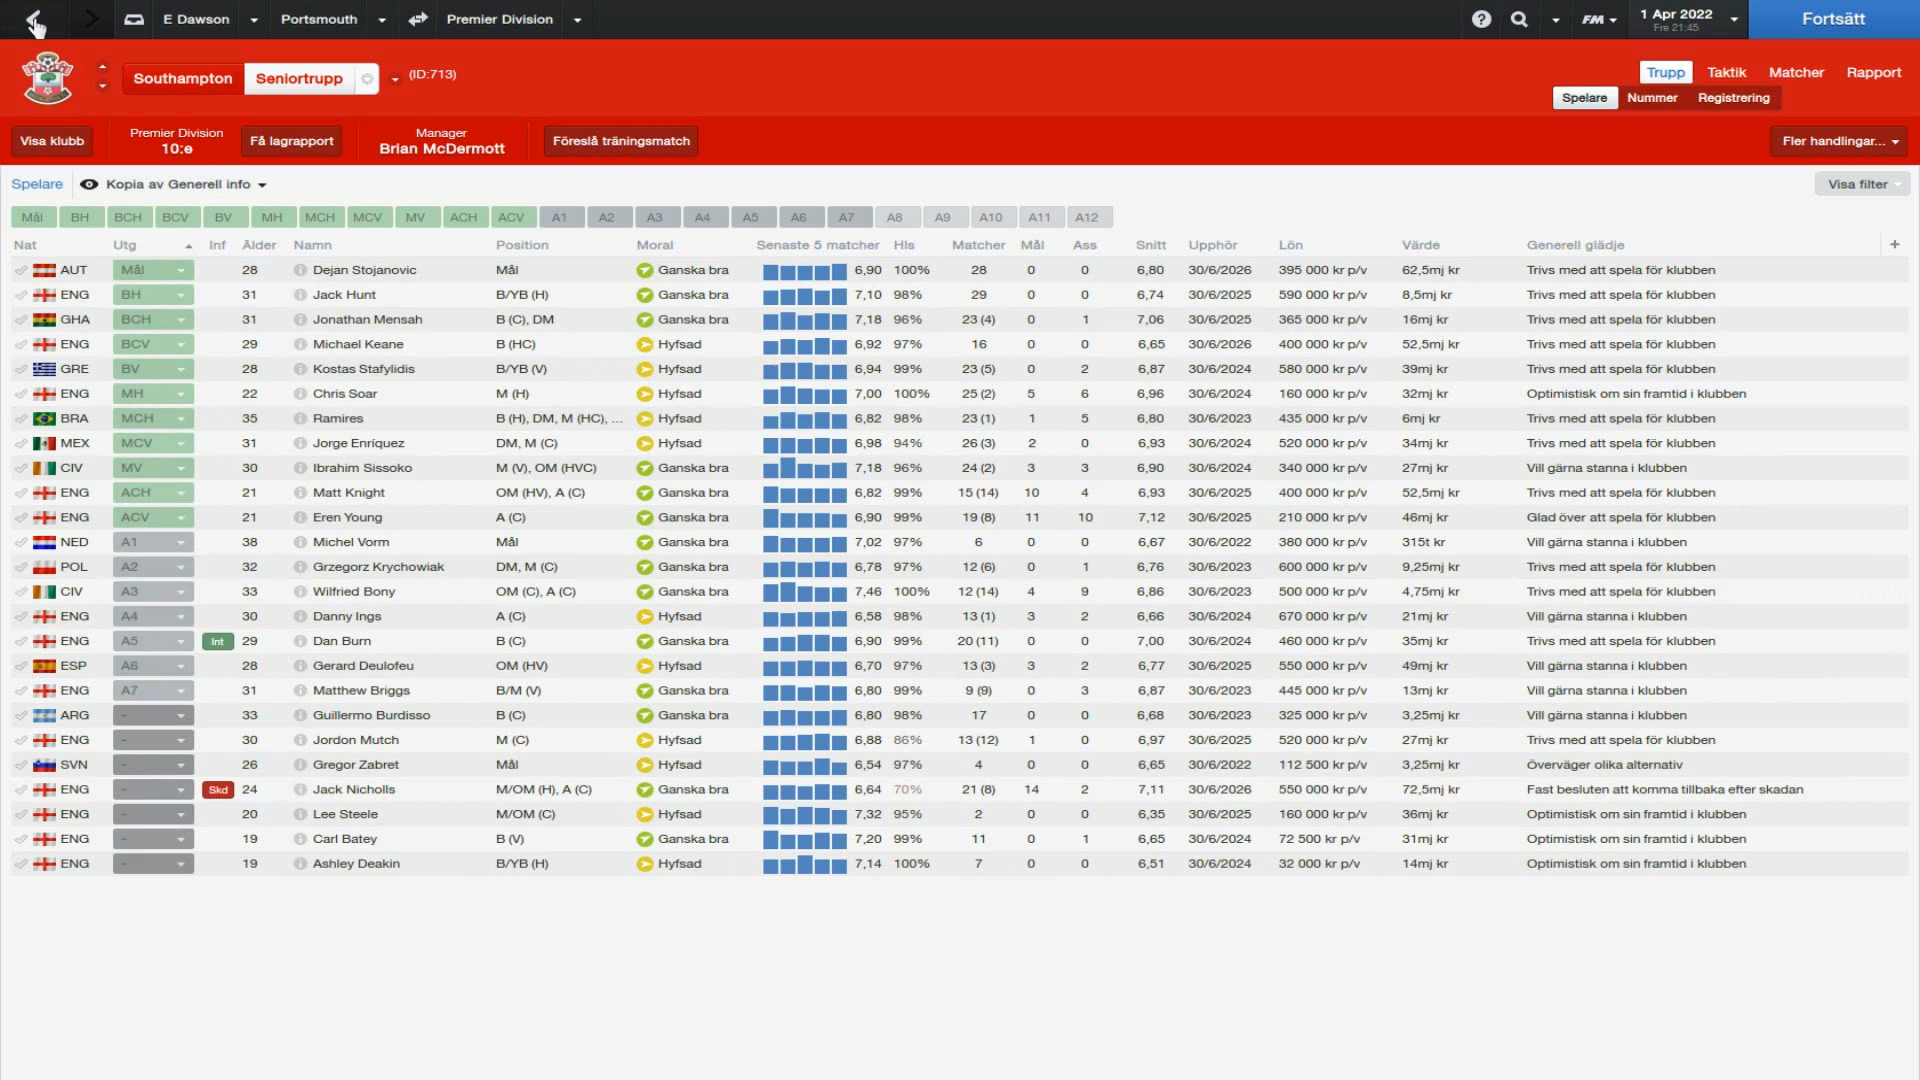 E Dawson Portsmouth Premier Division ? FM 1 Apr 2022 Fortsätt
Fre 21:45
Southampton Seniortrupp (ID:713) Trupp Taktik Matcher Rapport
Spelare Nummer Registrering
Visa klubb Premier Division Få lagrapport Manager Föreslå träningsmatch Fler handlingar...
10:e Brian McDermott
Spelare Kopia av Generell info Visa filter
Mål BH BCH BCV BV MH MCH MCV MV ACH ACV A1 A2 A3 A4 A5 A6 A7 A8 A9 A10 A11 A12
Nat Utg Inf Ålder Namn Position Moral Senaste 5 matcher Hls Matcher Mål Ass Snitt Upphör Lön Värde Generell glädje +
AUT Mål 28 Dejan Stojanovic Mål Ganska bra 6,90 100% 28 0 0 6,80 30/6/2026 395 000 kr p/v 62,5mj kr Trivs med att spela för klubben
ENG BH 31 Jack Hunt B/YB (H) Ganska bra 7,10 98% 29 0 0 6,74 30/6/2025 590 000 kr p/v 8,5mj kr Trivs med att spela för klubben
GHA BCH 31 Jonathan Mensah B (C), DM Ganska bra 7,18 96% 23 (4) 0 1 7,06 30/6/2025 365 000 kr p/v 16mj kr Trivs med att spela för klubben
ENG BCV 29 Michael Keane B (HC) Hyfsad 6,92 97% 16 0 0 6,65 30/6/2026 400 000 kr p/v 52,5mj kr Trivs med att spela för klubben
GRE BV 28 Kostas Stafylidis B/YB (V) Hyfsad 6,94 99% 23 (5) 0 2 6,87 30/6/2024 580 000 kr p/v 39mj kr Trivs med att spela för klubben
ENG MH 22 Chris Soar M (H) Hyfsad 7,00 100% 25 (2) 5 6 6,96 30/6/2024 160 000 kr p/v 32mj kr Optimistisk om sin framtid i klubben
BRA MCH 35 Ramires B (H), DM, M (HC), ... Hyfsad 6,82 98% 23 (1) 1 5 6,80 30/6/2023 435 000 kr p/v 6mj kr Trivs med att spela för klubben
MEX MCV 31 Jorge Enríquez DM, M (C) Hyfsad 6,98 94% 26 (3) 2 0 6,93 30/6/2024 520 000 kr p/v 34mj kr Trivs med att spela för klubben
CIV MV 30 Ibrahim Sissoko M (V), OM (HVC) Ganska bra 7,18 96% 24 (2) 3 3 6,90 30/6/2024 340 000 kr p/v 27mj kr Vill gärna stanna i klubben
ENG ACH 21 Matt Knight OM (HV), A (C) Ganska bra 6,82 99% 15 (14) 10 4 6,93 30/6/2025 400 000 kr p/v 52,5mj kr Trivs med att spela för klubben
ENG ACV 21 Eren Young A (C) Ganska bra 6,90 99% 19 (8) 11 10 7,12 30/6/2025 210 000 kr p/v 46mj kr Glad över att spela för klubben
NED A1 38 Michel Vorm Mål Ganska bra 7,02 97% 6 0 0 6,67 30/6/2022 380 000 kr p/v 315t kr Vill gärna stanna i klubben
POL A2 32 Grzegorz Krychowiak DM, M (C) Ganska bra 6,78 97% 12 (6) 0 1 6,76 30/6/2023 600 000 kr p/v 9,25mj kr Trivs med att spela för klubben
CIV A3 33 Wilfried Bony OM (C), A (C) Ganska bra 7,46 100% 12 (14) 4 9 6,86 30/6/2023 500 000 kr p/v 4,75mj kr Trivs med att spela för klubben
ENG A4 30 Danny Ings A (C) Hyfsad 6,58 98% 13 (1) 3 2 6,66 30/6/2024 670 000 kr p/v 21mj kr Vill gärna stanna i klubben
ENG A5 Int 29 Dan Burn B (C) Ganska bra 6,90 99% 20 (11) 0 0 7,00 30/6/2024 460 000 kr p/v 35mj kr Trivs med att spela för klubben
ESP A6 28 Gerard Deulofeu OM (HV) Hyfsad 6,70 97% 13 (3) 3 2 6,77 30/6/2025 550 000 kr p/v 49mj kr Vill gärna stanna i klubben
ENG A7 31 Matthew Briggs B/M (V) Ganska bra 6,80 99% 9 (9) 0 3 6,87 30/6/2023 445 000 kr p/v 13mj kr Vill gärna stanna i klubben
ARG - 33 Guillermo Burdisso B (C) Ganska bra 6,80 98% 17 0 0 6,68 30/6/2023 325 000 kr p/v 3,25mj kr Vill gärna stanna i klubben
ENG - 30 Jordon Mutch M (C) Hyfsad 6,88 86% 13 (12) 1 0 6,97 30/6/2025 520 000 kr p/v 27mj kr Trivs med att spela för klubben
SVN - 26 Gregor Zabret Mål Hyfsad 6,54 97% 4 0 0 6,65 30/6/2022 112 500 kr p/v 3,25mj kr Överväger olika alternativ
ENG - Skd 24 Jack Nicholls M/OM (H), A (C) Ganska bra 6,64 70% 21 (8) 14 2 7,11 30/6/2026 550 000 kr p/v 72,5mj kr Fast besluten att komma tillbaka efter skadan
ENG - 20 Lee Steele M/OM (C) Hyfsad 7,32 95% 2 0 0 6,35 30/6/2025 160 000 kr p/v 36mj kr Optimistisk om sin framtid i klubben
ENG - 19 Carl Batey B (V) Ganska bra 7,20 99% 11 0 1 6,65 30/6/2024 72 500 kr p/v 31mj kr Optimistisk om sin framtid i klubben
ENG - 19 Ashley Deakin B/YB (H) Hyfsad 7,14 100% 7 0 0 6,51 30/6/2024 32 000 kr p/v 14mj kr Optimistisk om sin framtid i klubben